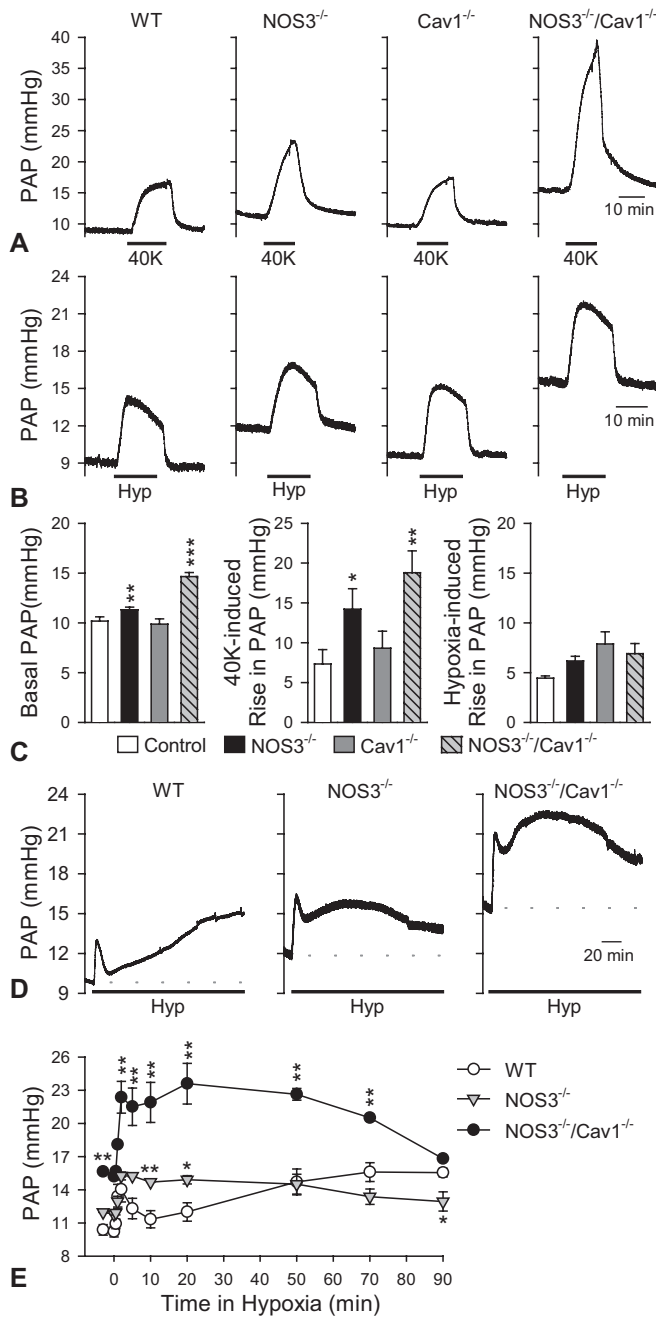 WT NOS3-/- Cav1-/- NOS3-/-/Cav1-/-
PAP (mmHg)
40
35
30
25
20
15
10
10 min
A
40K 40K 40K 40K
PAP (mmHg)
24
21
18
15
12
9
10 min
B
Hyp Hyp Hyp Hyp
Basal PAP(mmHg)
20
15
10
5
0
** ***
40K-induced
Rise in PAP (mmHg)
25
20
15
10
5
0
* **
Hypoxia-induced
Rise in PAP (mmHg)
20
15
10
5
0
C
Control NOS3-/- Cav1-/- NOS3-/-/Cav1-/-
WT NOS3-/- NOS3-/-/Cav1-/-
PAP (mmHg)
24
21
18
15
12
9
20 min
D
Hyp Hyp Hyp
PAP (mmHg)
26
23
20
17
14
11
8
** ** ** ** ** ** **
** *
*
WT
NOS3-/-
NOS3-/-/Cav1-/-
0 10 20 30 40 50 60 70 80 90
E
Time in Hypoxia (min)